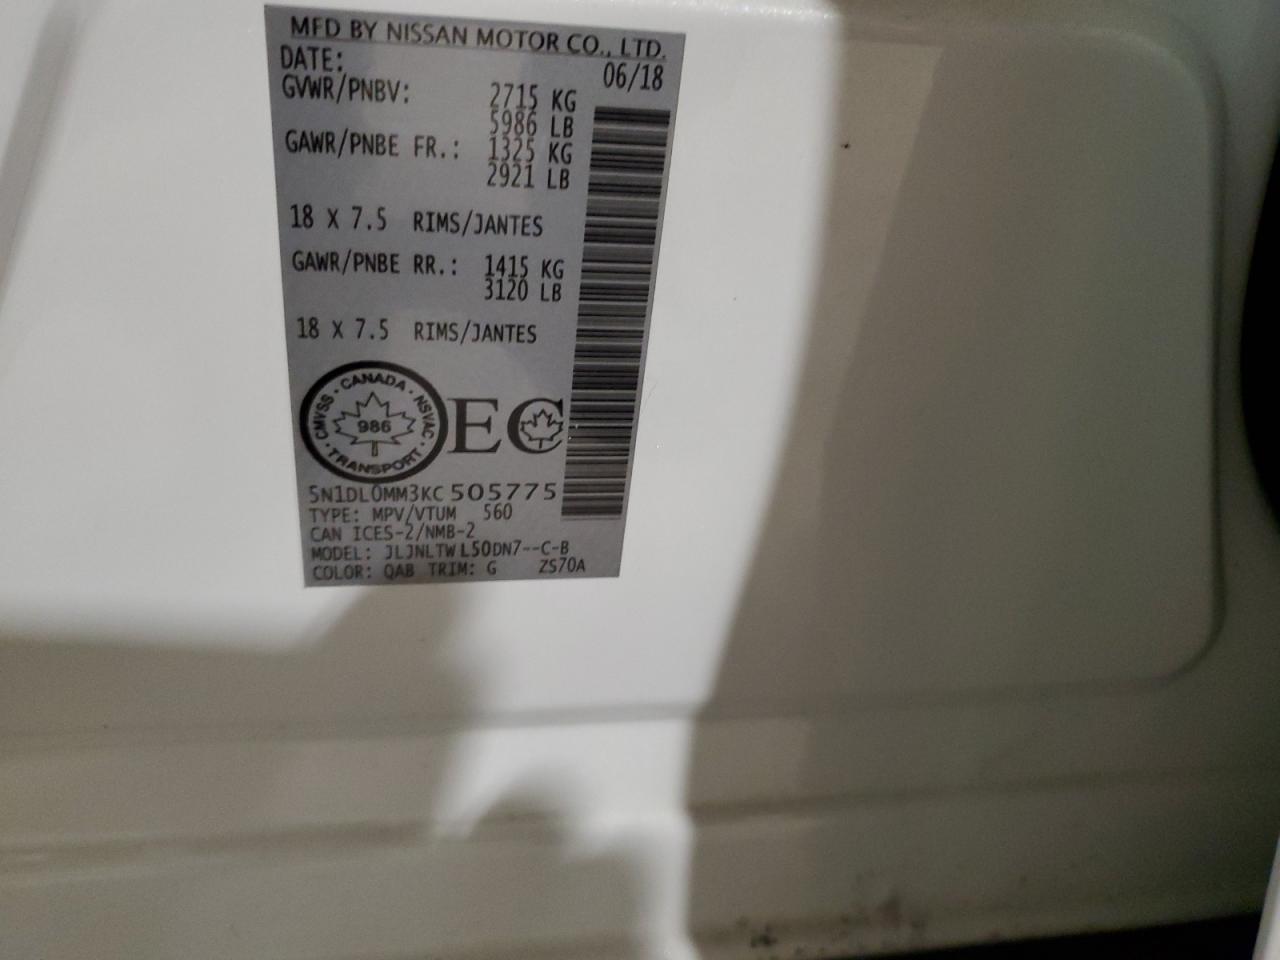 MFD BY NISSAN MOTOR CO., LTD.
DATE: 06/18
GVWR/PNBV: 2715 KG
5986 LB
GAWR/PNBE FR.: 1325 KG
2921 LB
18 X 7.5 RIMS/JANTES
GAWR/PNBE RR.: 1415 KG
3120 LB
18 X 7.5 RIMS/JANTES
CANADA · NSVAC · TRANSPORT · CMVSS ·
986
EC
5N1DL0MM3KC505775
TYPE: MPV/VTUM 560
CAN ICES-2/NMB-2
MODEL: JLJNLTWL50DN7--C-B
COLOR: QAB TRIM: G ZS70A